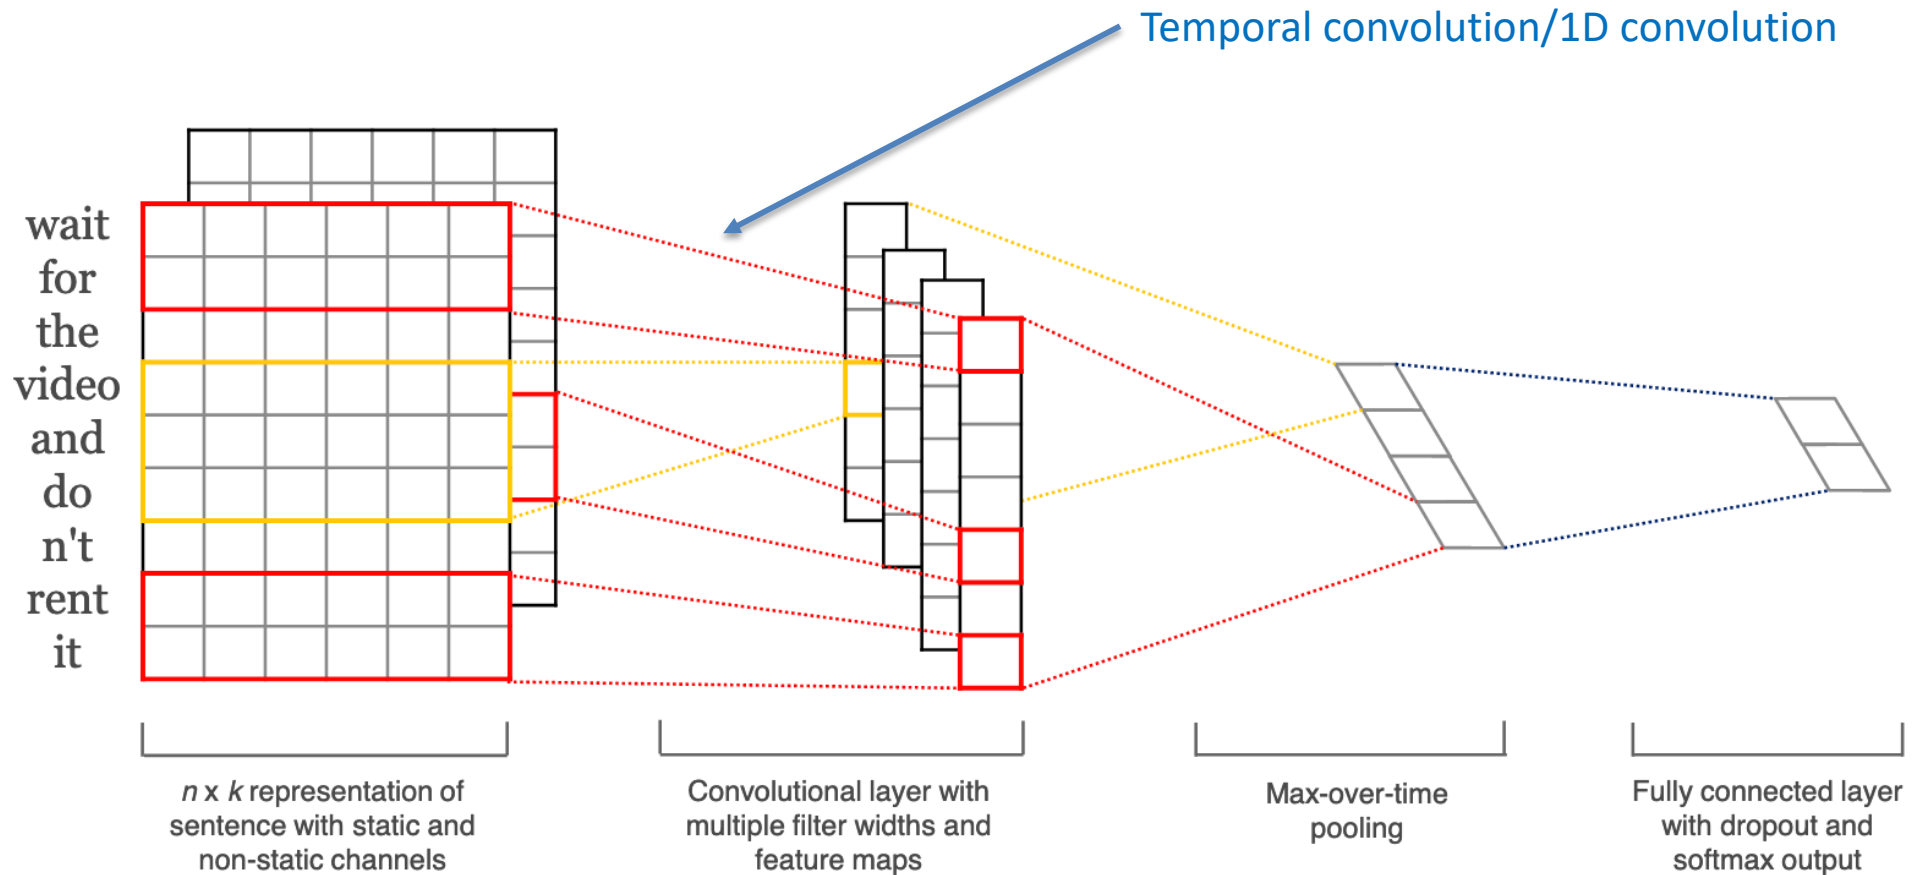 Temporal convolution/1D convolution
wait
for
the
video
and
do
n't
rent
it
n x k representation of
sentence with static and
non-static channels
Convolutional layer with
multiple filter widths and
feature maps
Max-over-time
pooling
Fully connected layer
with dropout and
softmax output